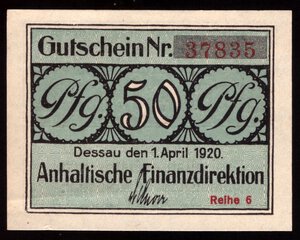 Gutschein Nr. 37835
Pfg. 50 Pfg.
Dessau den 1. April 1920.
Anhaltische Finanzdirektion
Reihe 6